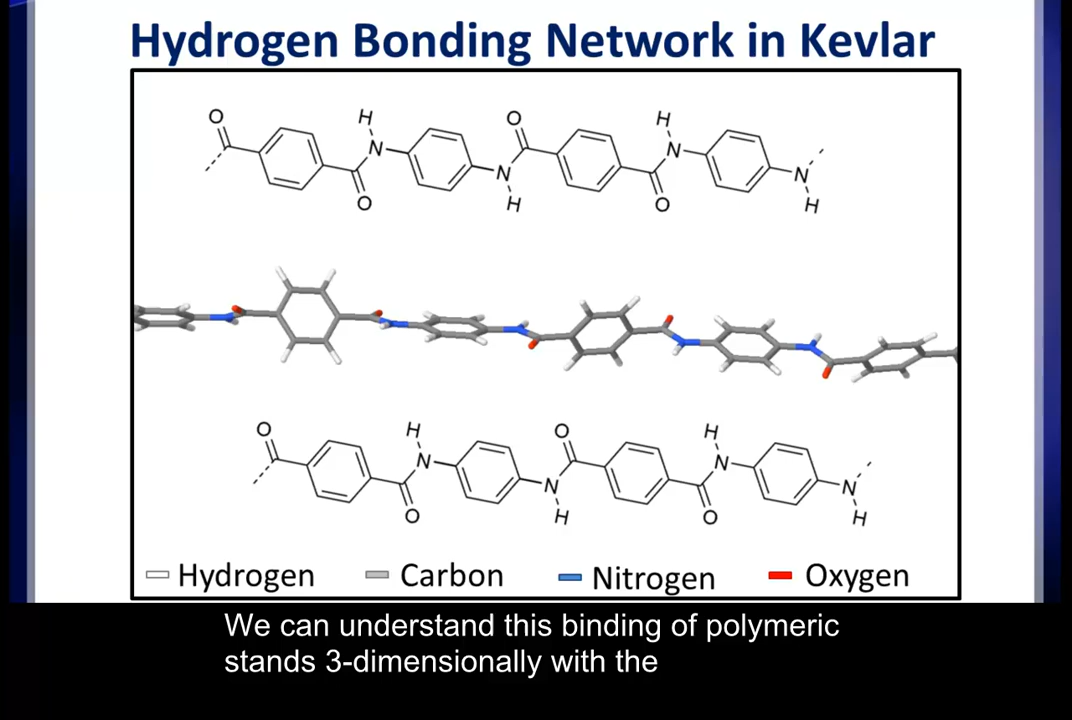 Hydrogen Bonding Network in Kevlar
O H O H
N N
N N
O H O H
O H O H
N N
N N
O H O H
Hydrogen Carbon Nitrogen Oxygen
We can understand this binding of polymeric
stands 3-dimensionally with the